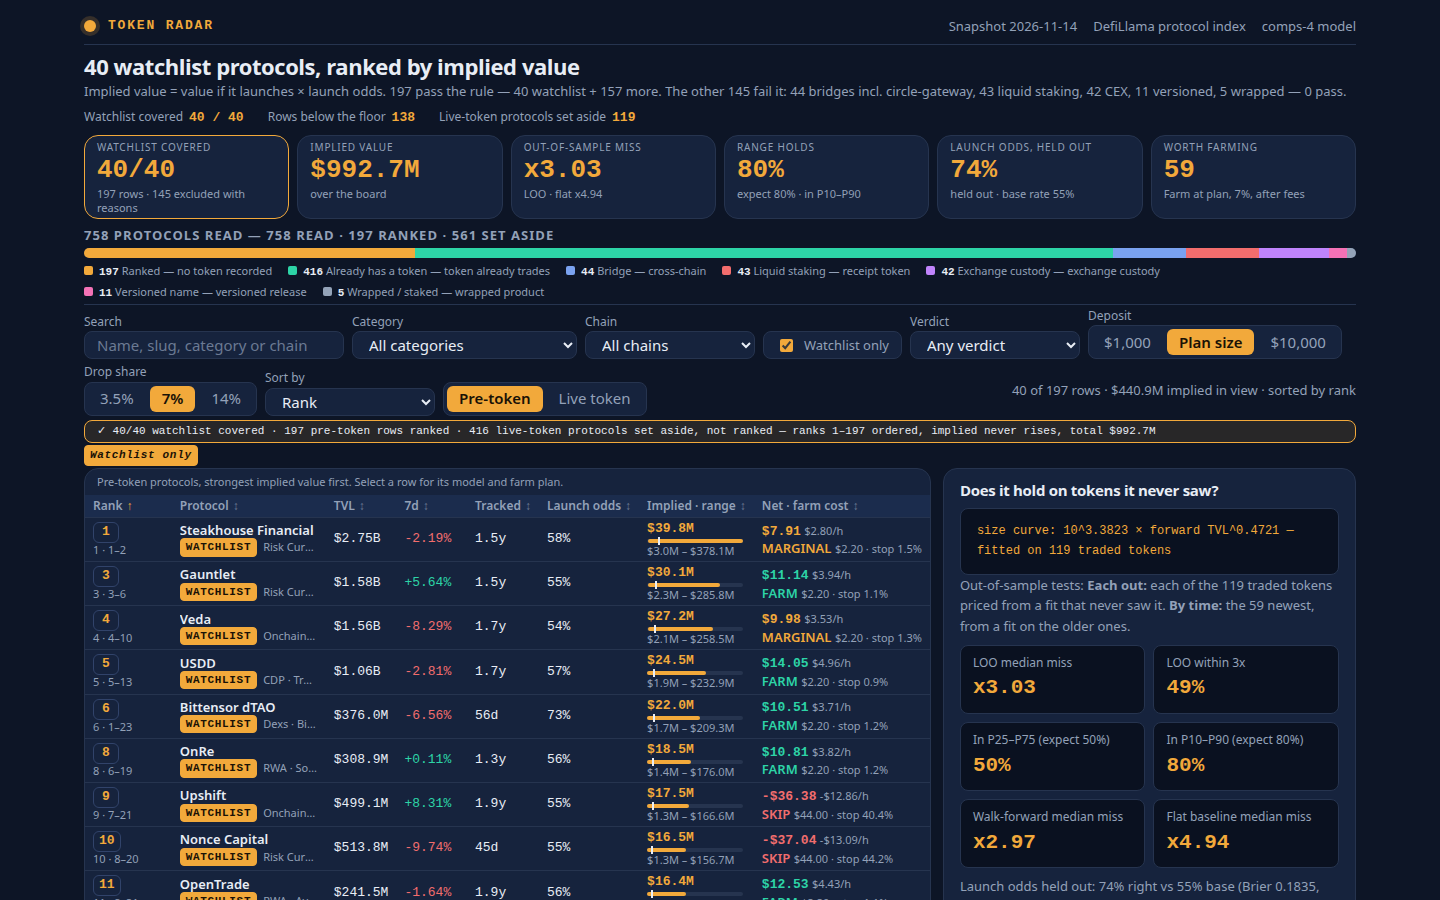 TOKEN RADAR
Snapshot 2026-11-14 DefiLlama protocol index comps-4 model
40 watchlist protocols, ranked by implied value
Implied value = value if it launches × launch odds. 197 pass the rule — 40 watchlist + 157 more. The other 145 fail it: 44 bridges incl. circle-gateway, 43 liquid staking, 42 CEX, 11 versioned, 5 wrapped — 0 pass.
Watchlist covered 40 / 40 Rows below the floor 138 Live-token protocols set aside 119
WATCHLIST COVERED
40/40
197 rows · 145 excluded with
reasons
IMPLIED VALUE
$992.7M
over the board
OUT-OF-SAMPLE MISS
x3.03
LOO · flat x4.94
RANGE HOLDS
80%
expect 80% · in P10–P90
LAUNCH ODDS, HELD OUT
74%
held out · base rate 55%
WORTH FARMING
59
Farm at plan, 7%, after fees
758 PROTOCOLS READ — 758 READ · 197 RANKED · 561 SET ASIDE
197 Ranked — no token recorded 416 Already has a token — token already trades 44 Bridge — cross-chain 43 Liquid staking — receipt token 42 Exchange custody — exchange custody
11 Versioned name — versioned release 5 Wrapped / staked — wrapped product
Search
Name, slug, category or chain
Category
All categories
Chain
All chains
Watchlist only
Verdict
Any verdict
Deposit
$1,000 Plan size $10,000
Drop share
3.5% 7% 14%
Sort by
Rank
Pre-token Live token
40 of 197 rows · $440.9M implied in view · sorted by rank
✓ 40/40 watchlist covered · 197 pre-token rows ranked · 416 live-token protocols set aside, not ranked — ranks 1–197 ordered, implied never rises, total $992.7M
Watchlist only
Pre-token protocols, strongest implied value first. Select a row for its model and farm plan.
Rank ↑ Protocol ↕ TVL ↕ 7d ↕ Tracked ↕ Launch odds ↕ Implied · range ↕ Net · farm cost ↕
1 Steakhouse Financial $2.75B -2.19% 1.5y 58% $39.8M $7.91 $2.80/h
1 · 1–2 WATCHLIST Risk Cur... $3.0M – $378.1M MARGINAL $2.20 · stop 1.5%
3 Gauntlet $1.58B +5.64% 1.5y 55% $30.1M $11.14 $3.94/h
3 · 3–6 WATCHLIST Risk Cur... $2.3M – $285.8M FARM $2.20 · stop 1.1%
4 Veda $1.56B -8.29% 1.7y 54% $27.2M $9.98 $3.53/h
4 · 4–10 WATCHLIST Onchain... $2.1M – $258.5M MARGINAL $2.20 · stop 1.3%
5 USDD $1.06B -2.81% 1.7y 57% $24.5M $14.05 $4.96/h
5 · 5–13 WATCHLIST CDP · Tr... $1.9M – $232.9M FARM $2.20 · stop 0.9%
6 Bittensor dTAO $376.0M -6.56% 56d 73% $22.0M $10.51 $3.71/h
6 · 1–23 WATCHLIST Dexs · Bi... $1.7M – $209.3M FARM $2.20 · stop 1.2%
8 OnRe $308.9M +0.11% 1.3y 56% $18.5M $10.81 $3.82/h
8 · 6–19 WATCHLIST RWA · So... $1.4M – $176.0M FARM $2.20 · stop 1.2%
9 Upshift $499.1M +8.31% 1.9y 55% $17.5M -$36.38 -$12.86/h
9 · 7–21 WATCHLIST Onchain... $1.3M – $166.6M SKIP $44.00 · stop 40.4%
10 Nonce Capital $513.8M -9.74% 45d 55% $16.5M -$37.04 -$13.09/h
10 · 8–20 WATCHLIST Risk Cur... $1.3M – $156.7M SKIP $44.00 · stop 44.2%
11 OpenTrade $241.5M -1.64% 1.9y 56% $16.4M $12.53 $4.43/h
Does it hold on tokens it never saw?
size curve: 10^3.3823 × forward TVL^0.4721 —
fitted on 119 traded tokens
Out-of-sample tests: Each out: each of the 119 traded tokens
priced from a fit that never saw it. By time: the 59 newest,
from a fit on the older ones.
LOO median miss
x3.03
LOO within 3x
49%
In P25–P75 (expect 50%)
50%
In P10–P90 (expect 80%)
80%
Walk-forward median miss
x2.97
Flat baseline median miss
x4.94
Launch odds held out: 74% right vs 55% base (Brier 0.1835,